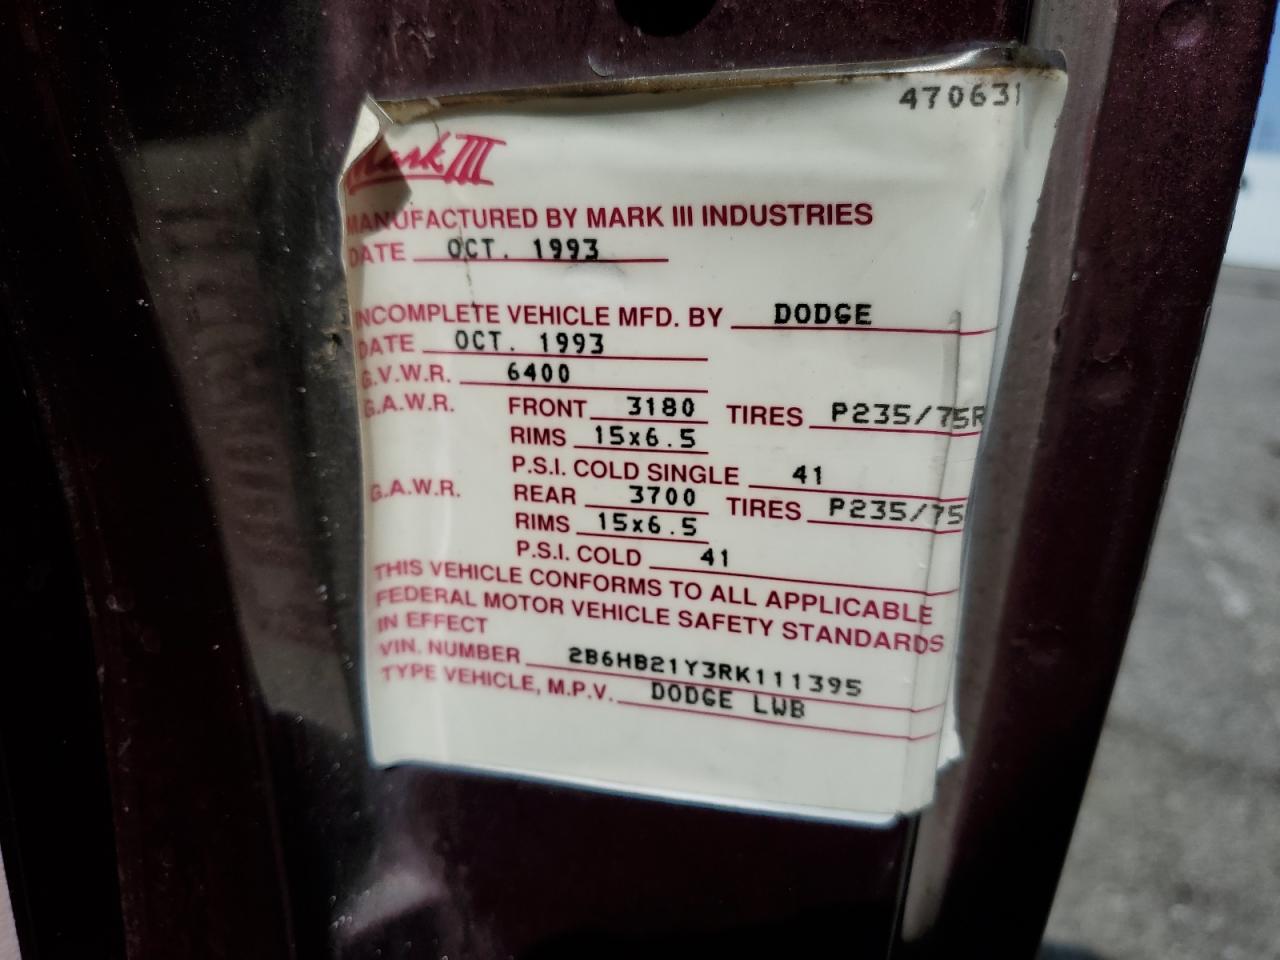 470631
Mark III
MANUFACTURED BY MARK III INDUSTRIES
DATE OCT. 1993
INCOMPLETE VEHICLE MFD. BY DODGE
DATE OCT. 1993
G.V.W.R. 6400
G.A.W.R. FRONT 3180 TIRES P235/75R
RIMS 15x6.5
P.S.I. COLD SINGLE 41
G.A.W.R. REAR 3700 TIRES P235/75
RIMS 15x6.5
P.S.I. COLD 41
THIS VEHICLE CONFORMS TO ALL APPLICABLE
FEDERAL MOTOR VEHICLE SAFETY STANDARDS
IN EFFECT
VIN. NUMBER 2B6HB21Y3RK111395
TYPE VEHICLE, M.P.V. DODGE LWB